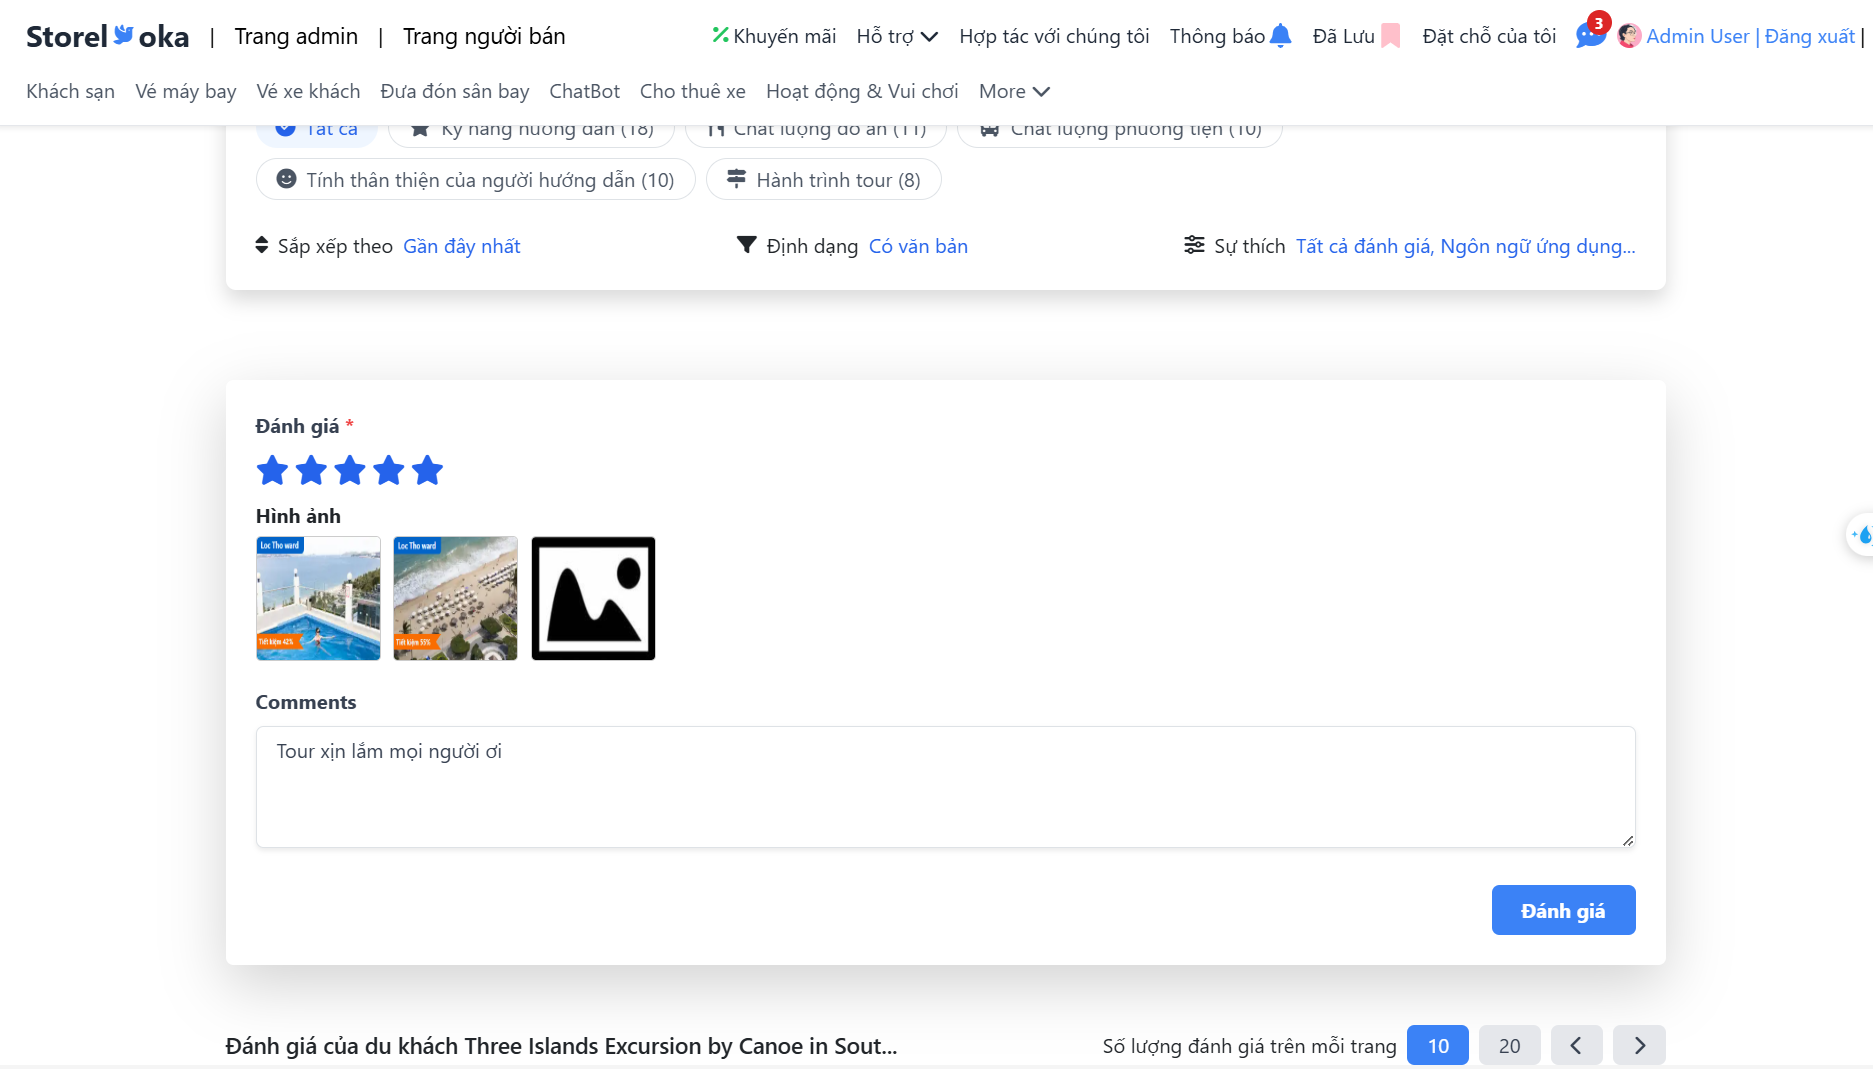 Storel oka | Trang admin | Trang người bán
Khuyến mãi Hỗ trợ Hợp tác với chúng tôi Thông báo Đã Lưu Đặt chỗ của tôi 3 Admin User | Đăng xuất |
Khách sạn Vé máy bay Vé xe khách Đưa đón sân bay ChatBot Cho thuê xe Hoạt động & Vui chơi More
Tất cả Kỹ năng hướng dẫn (18) Chất lượng đồ ăn (11) Chất lượng phương tiện (10)
Tính thân thiện của người hướng dẫn (10) Hành trình tour (8)
Sắp xếp theo Gần đây nhất Định dạng Có văn bản Sự thích Tất cả đánh giá, Ngôn ngữ ứng dụng...
Đánh giá *
Hình ảnh
Loc Tho ward Loc Tho ward
Tiết kiệm 42% Tiết kiệm 55%
Comments
Tour xịn lắm mọi người ơi
Đánh giá
Đánh giá của du khách Three Islands Excursion by Canoe in Sout...
Số lượng đánh giá trên mỗi trang 10 20